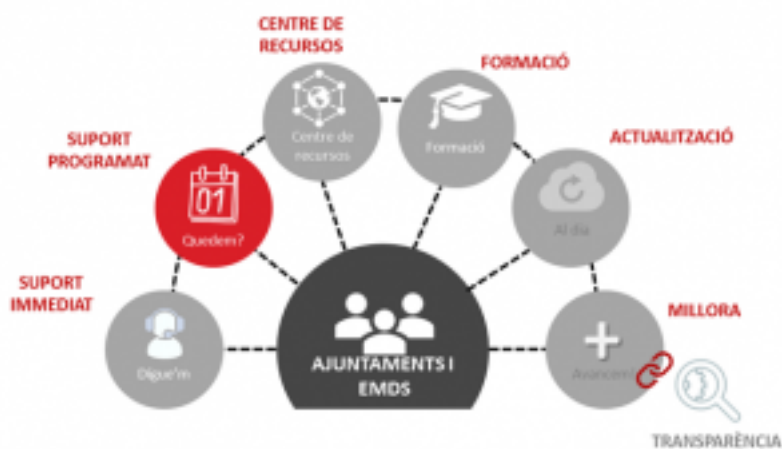 CENTRE DE
RECURSOS
FORMACIÓ
Centre de
recursos
Formació
SUPORT
PROGRAMAT
ACTUALITZACIÓ
01
Quedem?
Al dia
SUPORT
IMMEDIAT
MILLORA
Digue'm
AJUNTAMENTS I
EMDS
TRANSPARÈNCIA